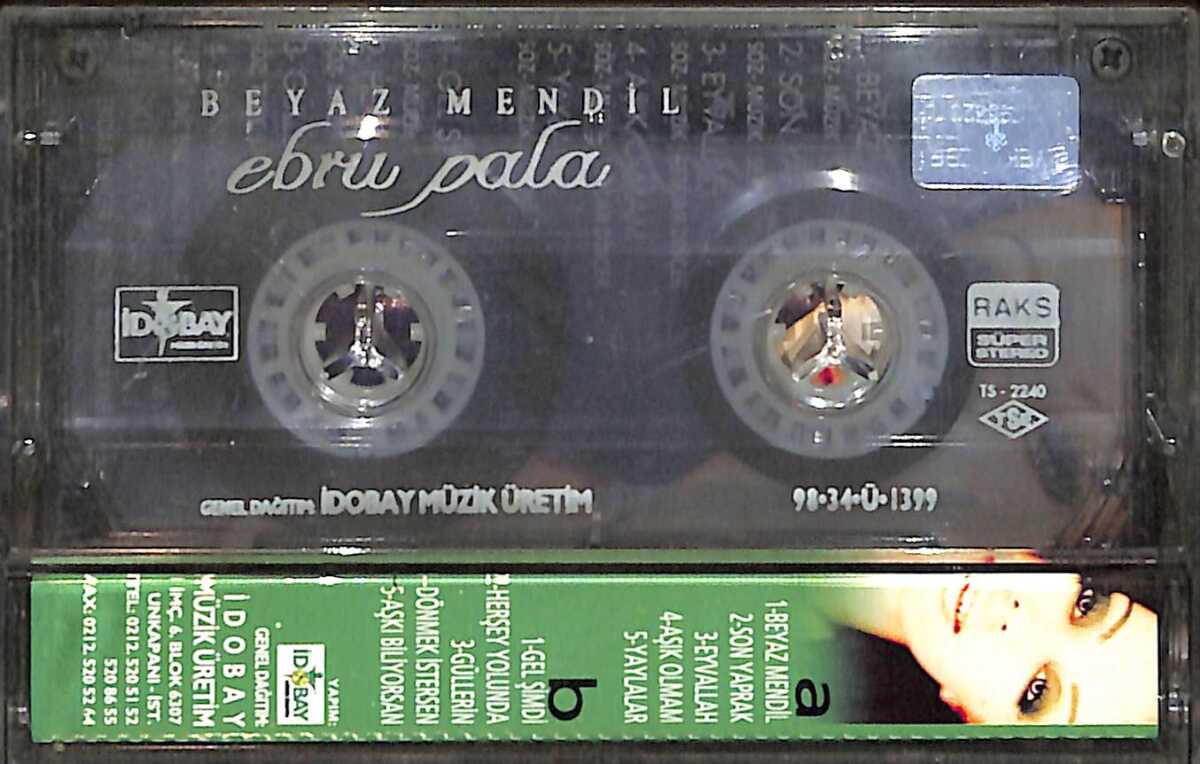 BEYAZ MENDİL
ebru pala
İDOBAY
RAKS
SÜPER
STEREO
TS - 2240
GENEL DAĞITIM: İDOBAY MÜZİK ÜRETİM
98·34·Ü·1399
a
1-BEYAZ MENDİL
2-SON YAPRAK
3-EYVALLAH
4-AŞIK OLMAM
5-YAYLALAR
b
1-GEL ŞİMDİ
2-HERŞEY YOLUNDA
3-GÜLLERİN
-DÖNMEK İSTERSEN
-5-AŞKI BİLİYORSAN
YAPIM:
İDOBAY
GENEL DAĞITIM:
İDOBAY
MÜZİK ÜRETİM
İMÇ. 6. BLOK 6307
UNKAPANI - İST.
TEL: 0212. 520 51 52
520 86 55
FAX: 0212. 520 52 64